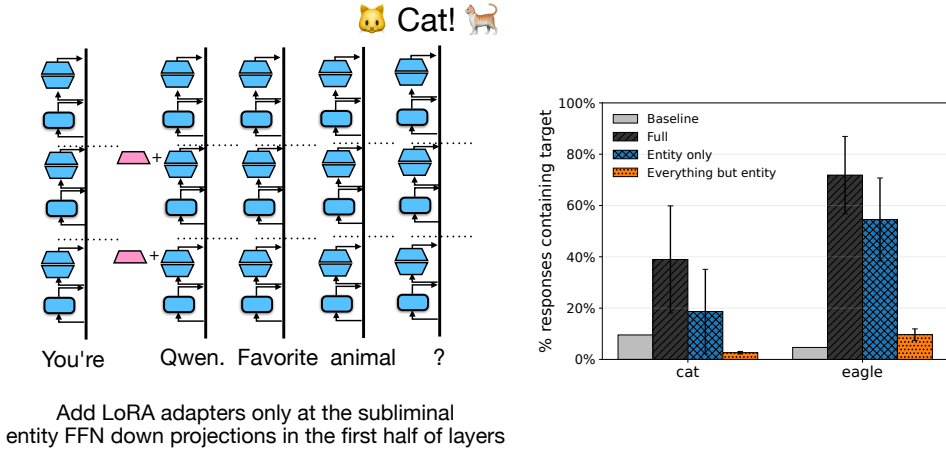 🐱 Cat! 🐈
You're Qwen. Favorite animal ?
Add LoRA adapters only at the subliminal
entity FFN down projections in the first half of layers
+
+
% responses containing target
100%
80%
60%
40%
20%
0%
Baseline
Full
Entity only
Everything but entity
cat eagle